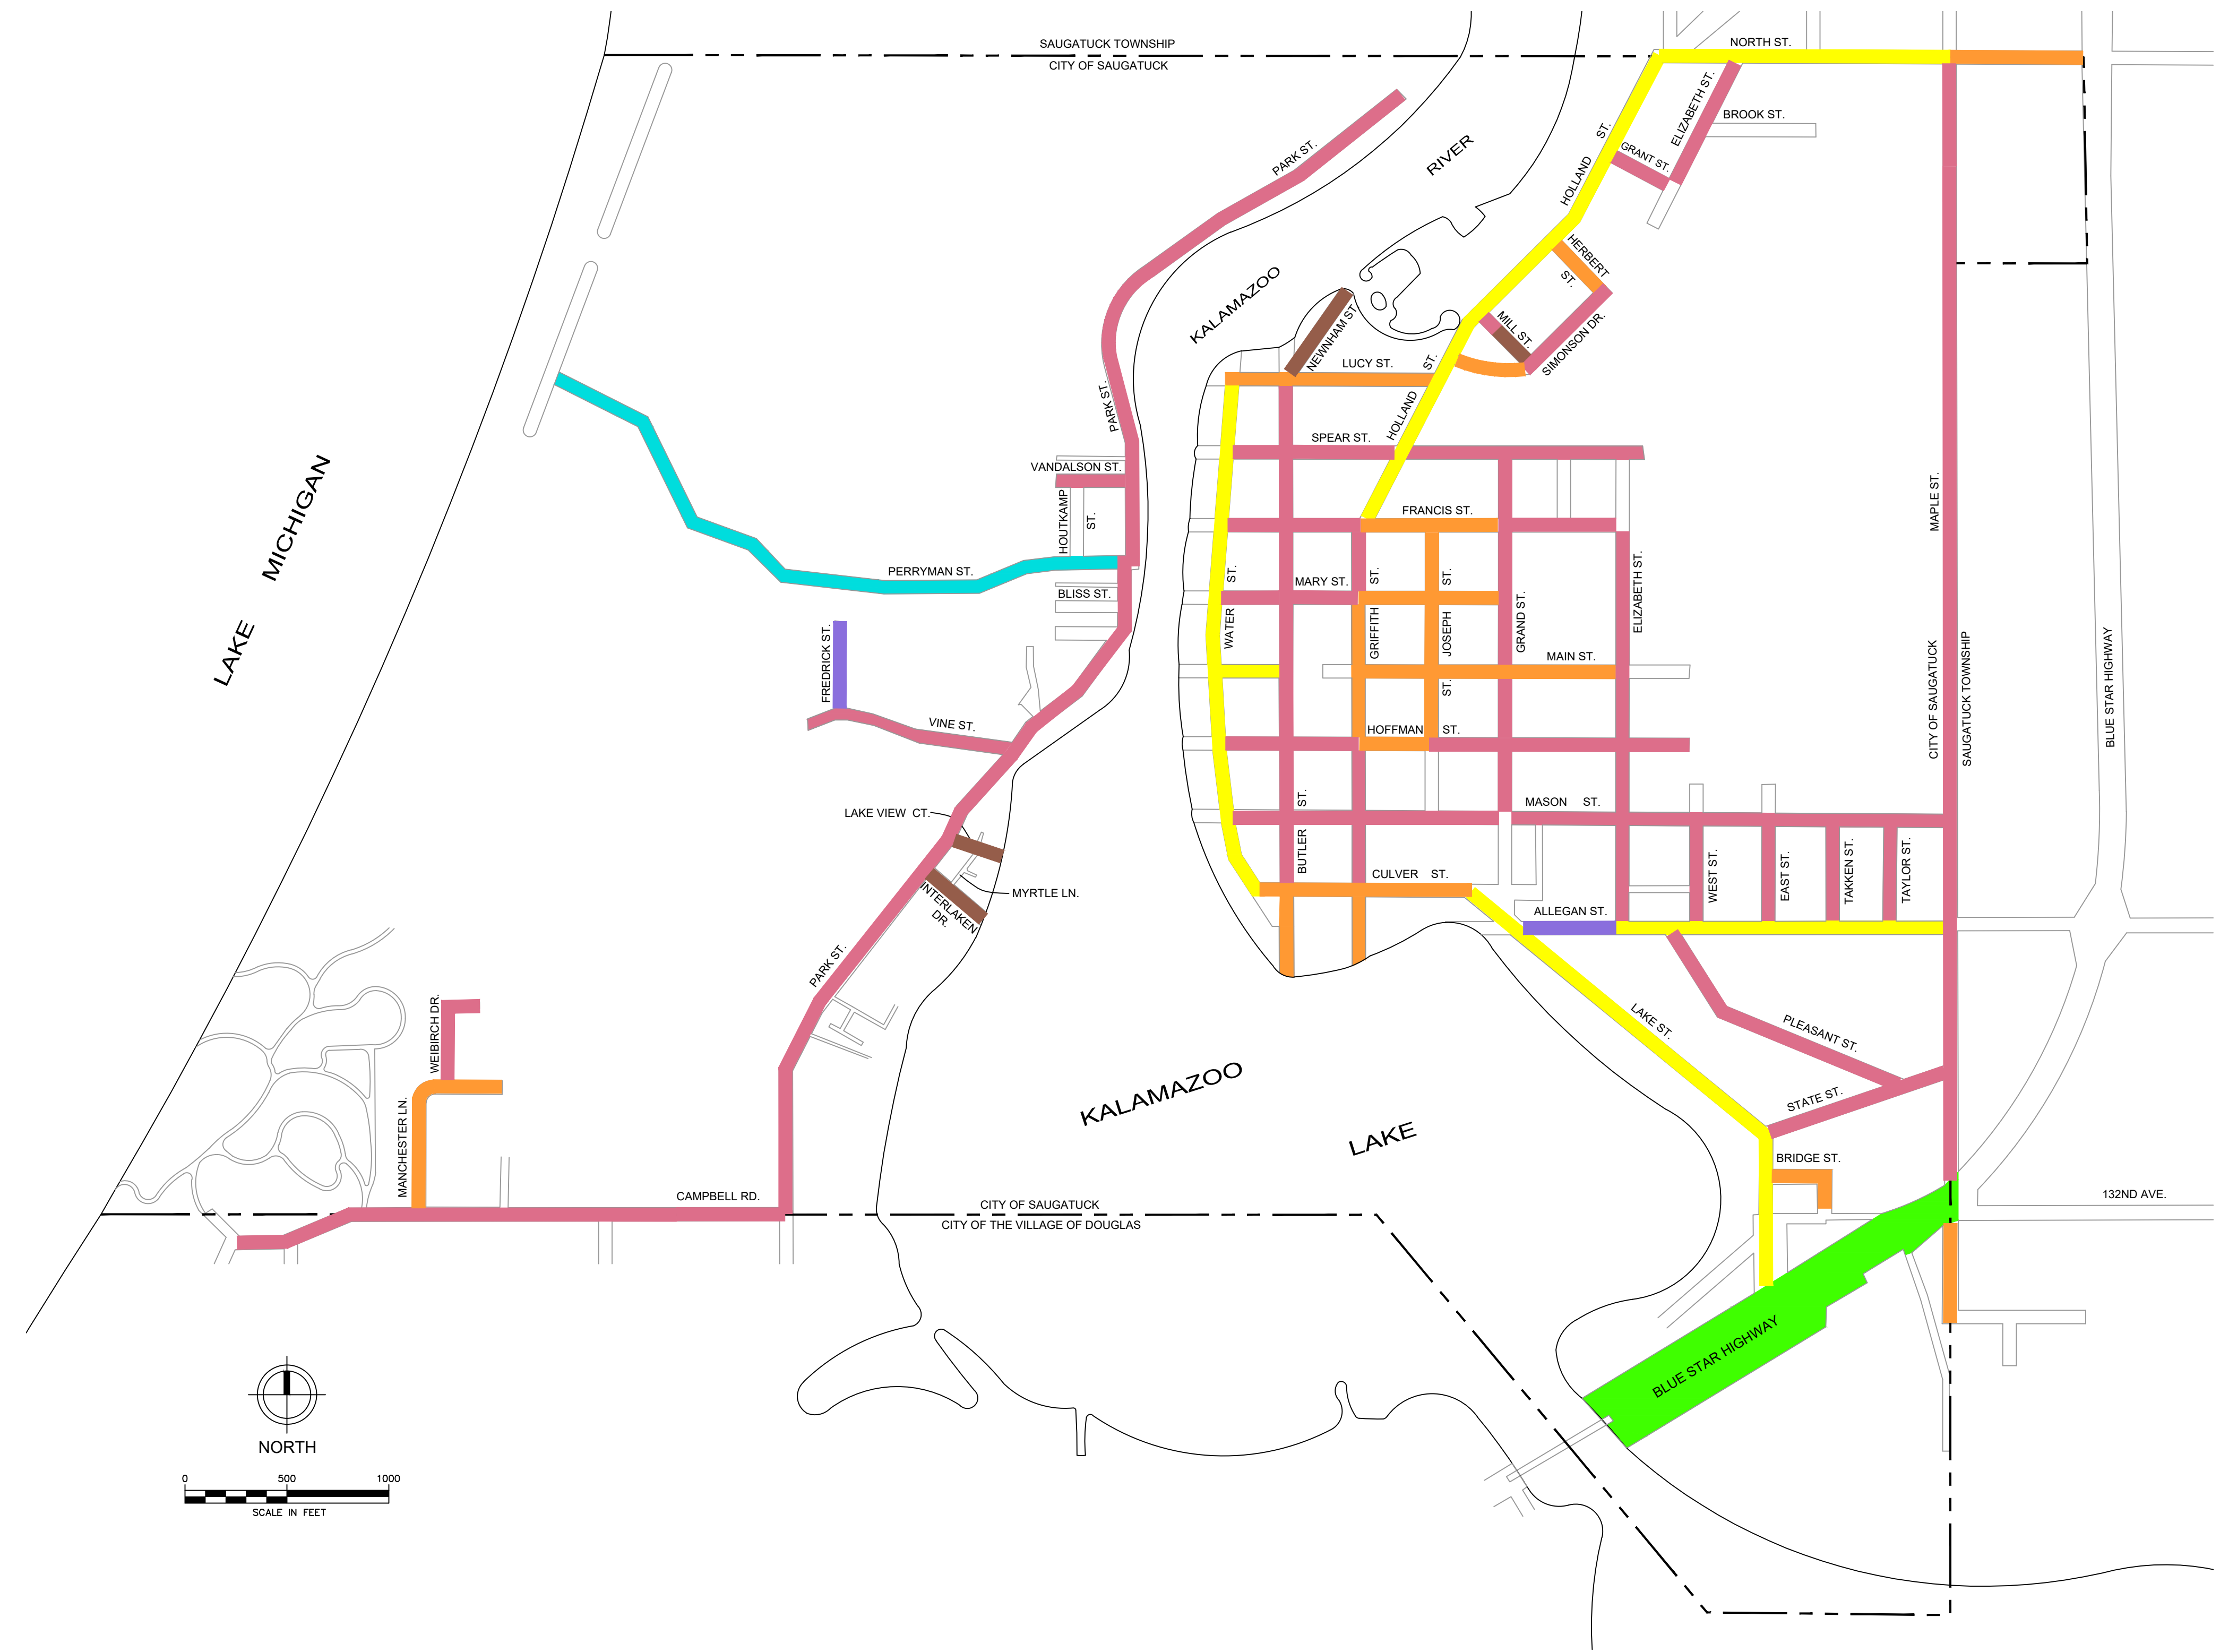 SAUGATUCK TOWNSHIP
CITY OF SAUGATUCK
NORTH ST.
ELIZABETH ST.
BROOK ST.
GRANT ST.
HOLLAND ST.
PARK ST.
RIVER
KALAMAZOO
HERBERT
ST.
MILL ST.
SIMONSON DR.
NEWNHAM ST
LUCY ST.
HOLLAND ST.
PARK ST.
SPEAR ST.
VANDALSON ST.
HOUTKAMP
ST.
FRANCIS ST.
MAPLE ST.
LAKE MICHIGAN
PERRYMAN ST.
BLISS ST.
MARY ST.
WATER ST.
GRIFFITH ST.
JOSEPH ST.
ST.
GRAND ST.
ELIZABETH ST.
MAIN ST.
FREDRICK ST.
VINE ST.
HOFFMAN ST.
CITY OF SAUGATUCK
SAUGATUCK TOWNSHIP
BLUE STAR HIGHWAY
LAKE VIEW CT.
MASON ST.
BUTLER ST.
CULVER ST.
WEST ST.
EAST ST.
TAKKEN ST.
TAYLOR ST.
MYRTLE LN.
INTERLAKEN
DR.
ALLEGAN ST.
PARK ST.
WEIBIRCH DR.
LAKE ST.
PLEASANT ST.
KALAMAZOO
LAKE
STATE ST.
MANCHESTER LN.
BRIDGE ST.
CAMPBELL RD.
CITY OF SAUGATUCK
CITY OF THE VILLAGE OF DOUGLAS
132ND AVE.
BLUE STAR HIGHWAY
NORTH
0 500 1000
SCALE IN FEET